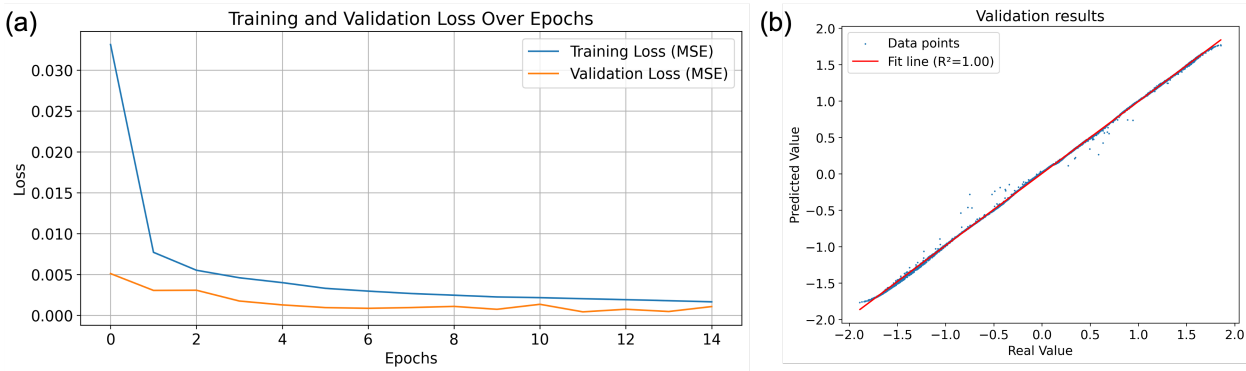 (a)
Training and Validation Loss Over Epochs
Training Loss (MSE)
Validation Loss (MSE)
Loss
0.030
0.025
0.020
0.015
0.010
0.005
0.000
0 2 4 6 8 10 12 14
Epochs
(b)
Validation results
Data points
Fit line (R²=1.00)
Predicted Value
2.0
1.5
1.0
0.5
0.0
−0.5
−1.0
−1.5
−2.0
−2.0 −1.5 −1.0 −0.5 0.0 0.5 1.0 1.5 2.0
Real Value